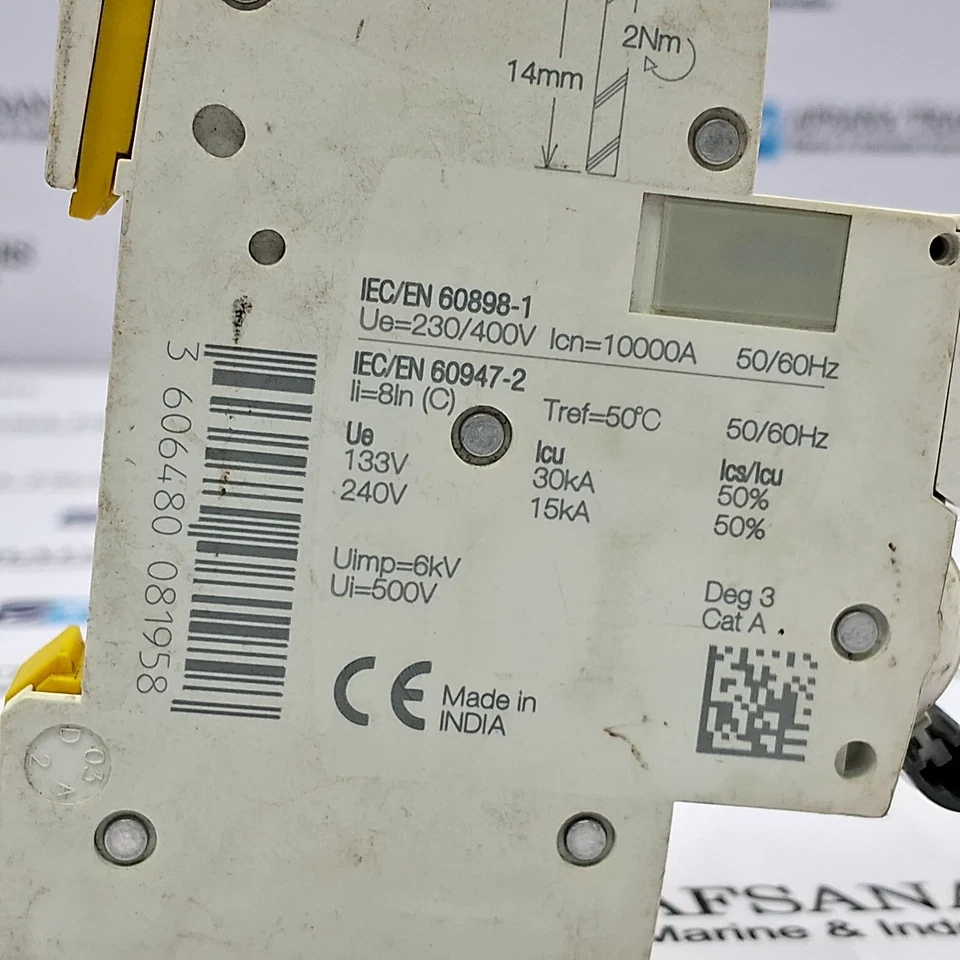 2Nm
14mm
IEC/EN 60898-1
Ue=230/400V Icn=10000A 50/60Hz
IEC/EN 60947-2
Ii=8In (C) Tref=50°C 50/60Hz
Ue Icu Ics/Icu
133V 30kA 50%
240V 15kA 50%
Uimp=6kV
Ui=500V
Deg 3
Cat A
CE Made in
INDIA
3 606480 081958
D 03
2 A
AFSANA
Marine & Ind